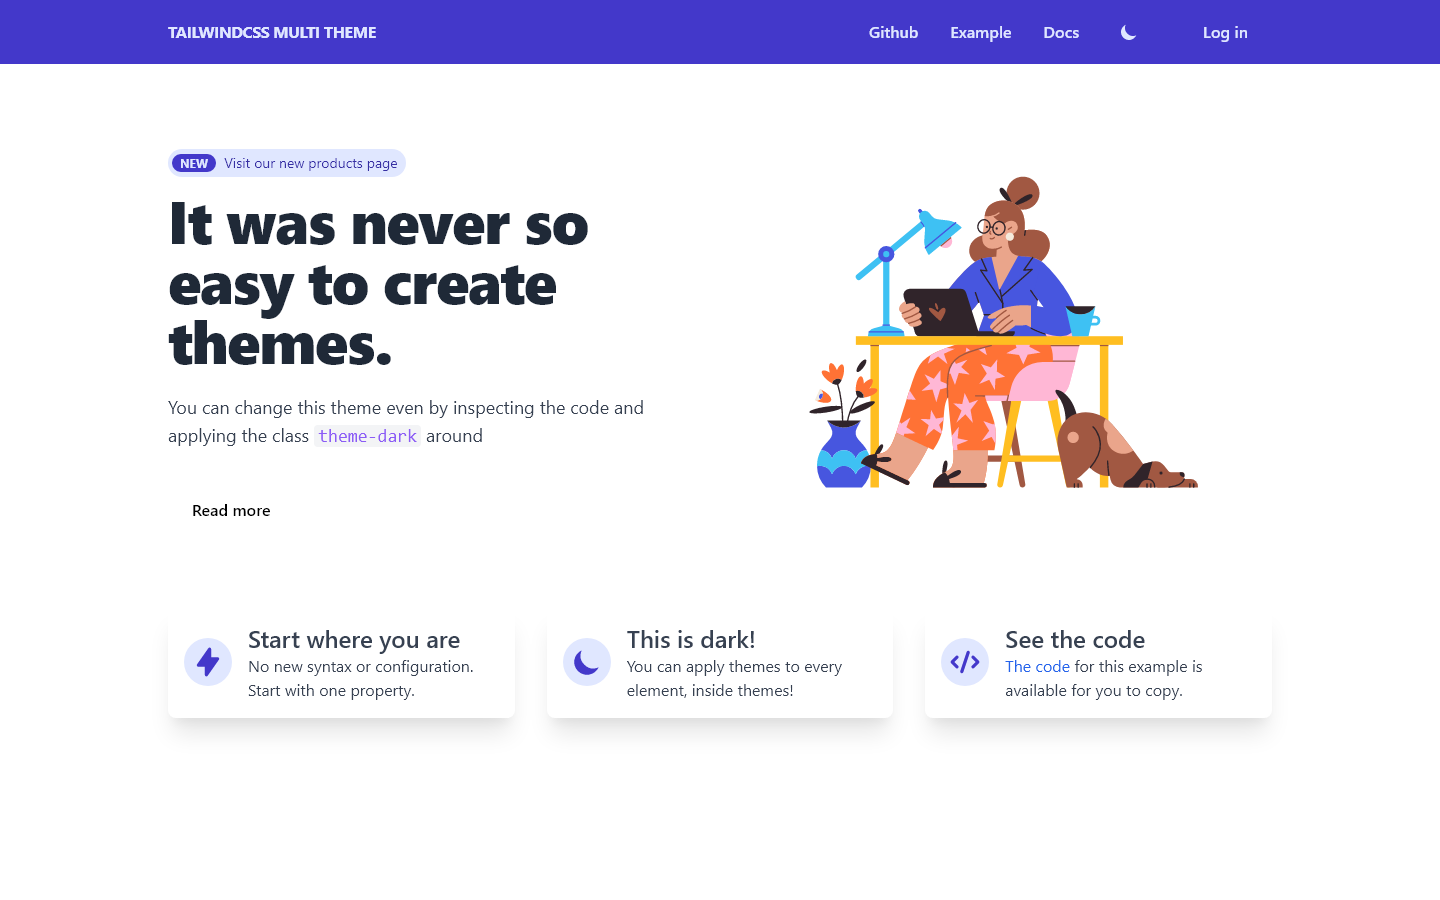 TAILWINDCSS MULTI THEME
Github Example Docs Log in
NEW Visit our new products page
It was never so
easy to create
themes.
You can change this theme even by inspecting the code and
applying the class theme-dark around
Read more
Start where you are
No new syntax or configuration.
Start with one property.
This is dark!
You can apply themes to every
element, inside themes!
See the code
The code for this example is
available for you to copy.